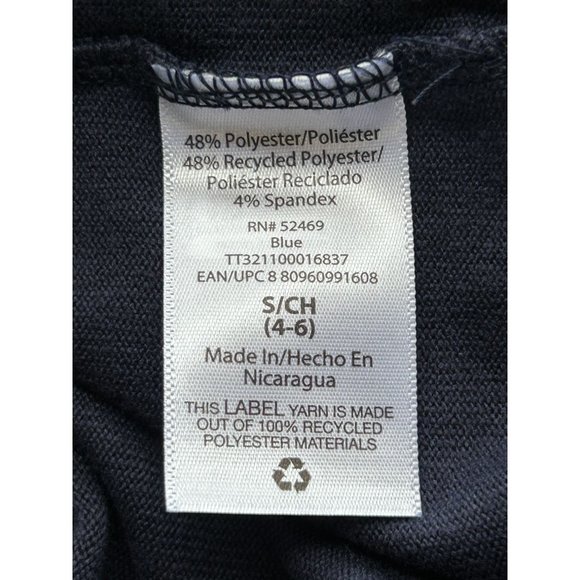 48% Polyester/Poliéster
48% Recycled Polyester/
Poliéster Reciclado
4% Spandex
RN# 52469
Blue
TT321100016837
EAN/UPC 8 80960991608
S/CH
(4-6)
Made In/Hecho En
Nicaragua
THIS LABEL YARN IS MADE
OUT OF 100% RECYCLED
POLYESTER MATERIALS